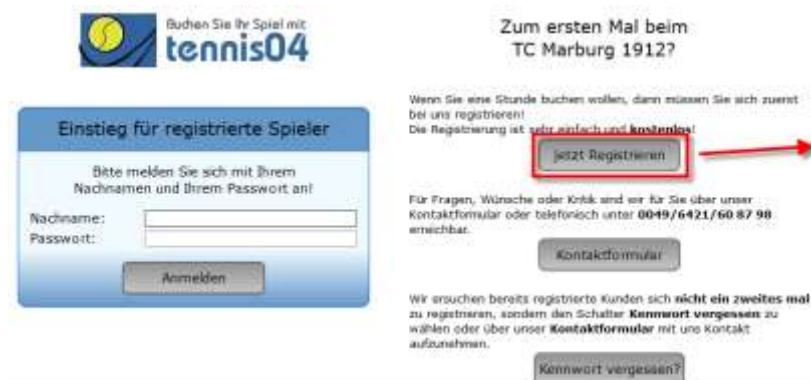 Buchen Sie Ihr Spiel mit
tennis04
Einstieg für registrierte Spieler
Bitte melden Sie sich mit Ihrem
Nachnamen und Ihrem Passwort an!
Nachname:
Passwort:
Anmelden
Zum ersten Mal beim
TC Marburg 1912?
Wenn Sie eine Stunde buchen wollen, dann müssen Sie sich zuerst
bei uns registrieren!
Die Registrierung ist sehr einfach und kostenlos!
Jetzt Registrieren
Für Fragen, Wünsche oder Kritik sind wir für Sie über unser
Kontaktformular oder telefonisch unter 0049/6421/60 87 98
erreichbar.
Kontaktformular
Wir ersuchen bereits registrierte Kunden sich nicht ein zweites mal
zu registrieren, sondern den Schalter Kennwort vergessen zu
wählen oder über unser Kontaktformular mit uns Kontakt
aufzunehmen.
Kennwort vergessen?